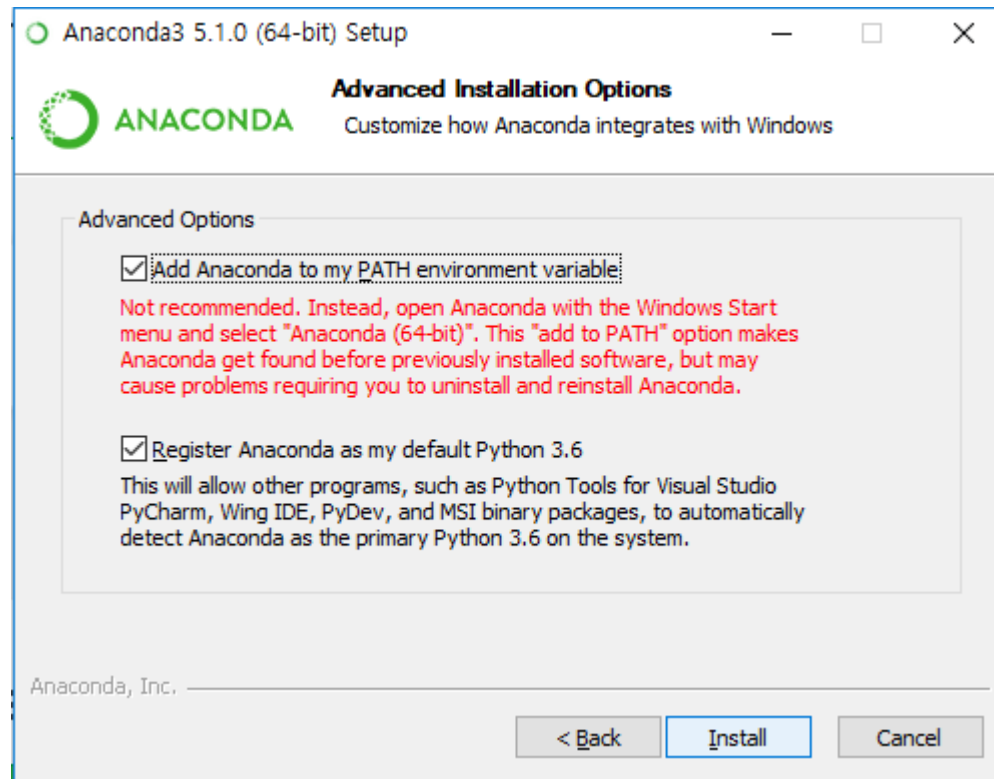 Anaconda3 5.1.0 (64-bit) Setup
ANACONDA
Advanced Installation Options
Customize how Anaconda integrates with Windows
Advanced Options
Add Anaconda to my PATH environment variable
Not recommended. Instead, open Anaconda with the Windows Start
menu and select "Anaconda (64-bit)". This "add to PATH" option makes
Anaconda get found before previously installed software, but may
cause problems requiring you to uninstall and reinstall Anaconda.
Register Anaconda as my default Python 3.6
This will allow other programs, such as Python Tools for Visual Studio
PyCharm, Wing IDE, PyDev, and MSI binary packages, to automatically
detect Anaconda as the primary Python 3.6 on the system.
Anaconda, Inc.
< Back
Install
Cancel